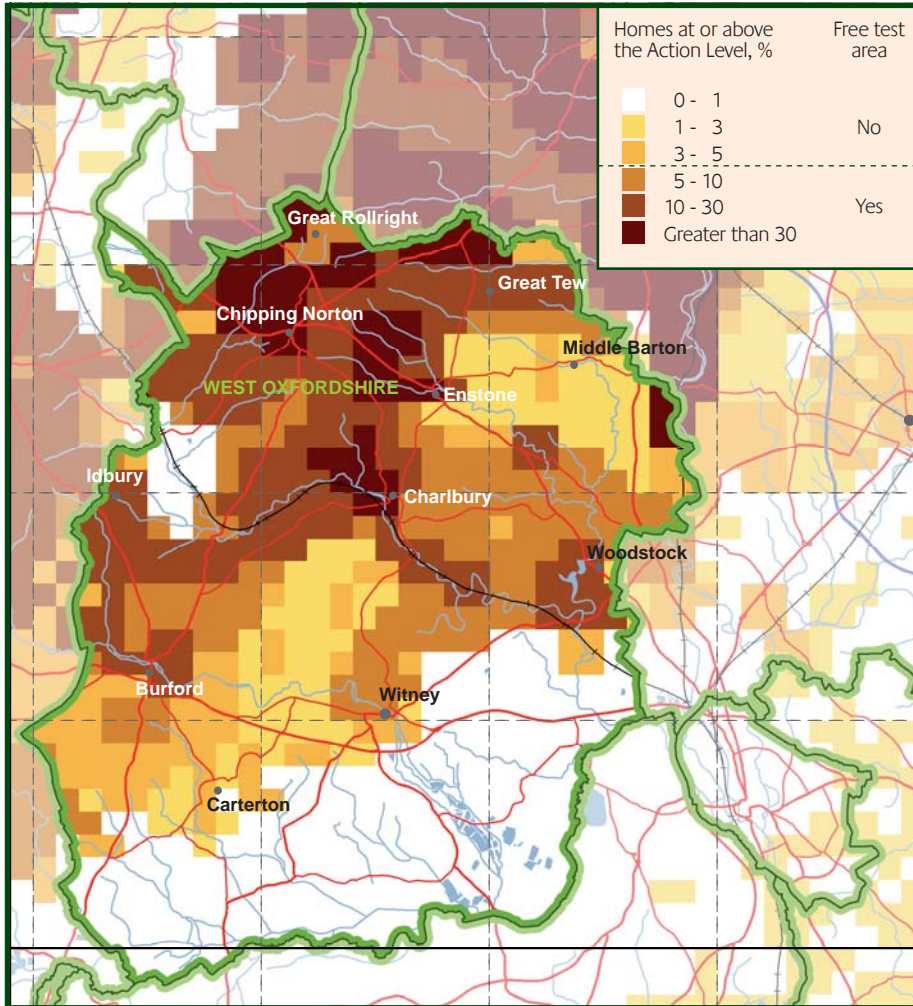 Homes at or above
the Action Level, %
Free test
area
0 - 1
1 - 3
No
3 - 5
5 - 10
10 - 30
Yes
Greater than 30
Great Rollright
Great Tew
Chipping Norton
Middle Barton
WEST OXFORDSHIRE
Enstone
Idbury
Charlbury
Woodstock
Burford
Witney
Carterton